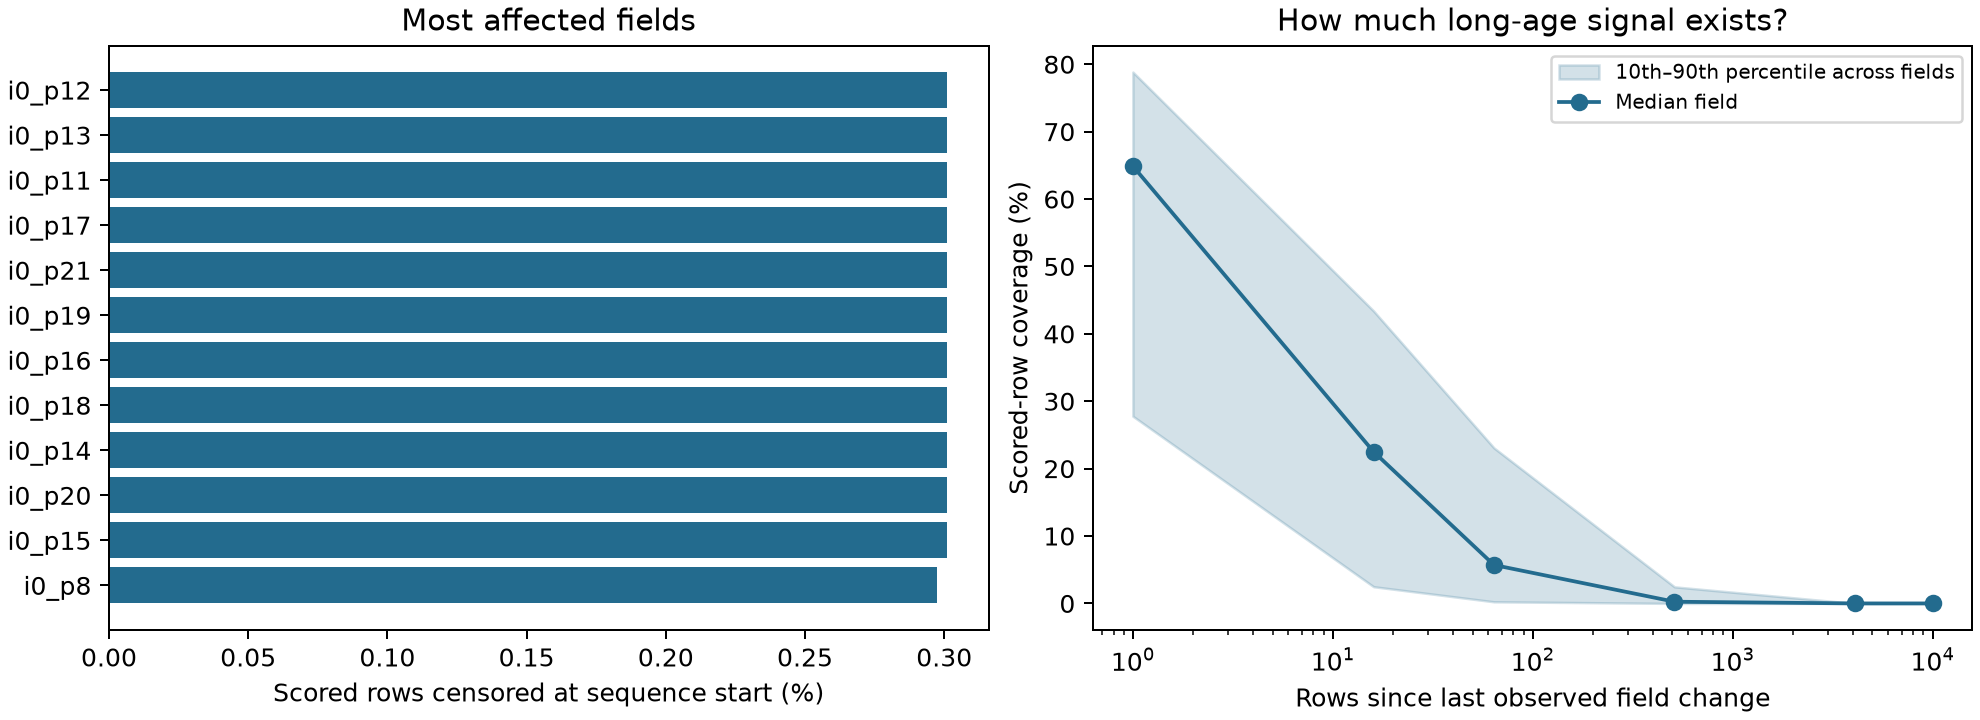 Most affected fields
i0_p12
i0_p13
i0_p11
i0_p17
i0_p21
i0_p19
i0_p16
i0_p18
i0_p14
i0_p20
i0_p15
i0_p8
0.00 0.05 0.10 0.15 0.20 0.25 0.30
Scored rows censored at sequence start (%)
How much long-age signal exists?
10th–90th percentile across fields
Median field
Scored-row coverage (%)
80
70
60
50
40
30
20
10
0
10⁰ 10¹ 10² 10³ 10⁴
Rows since last observed field change